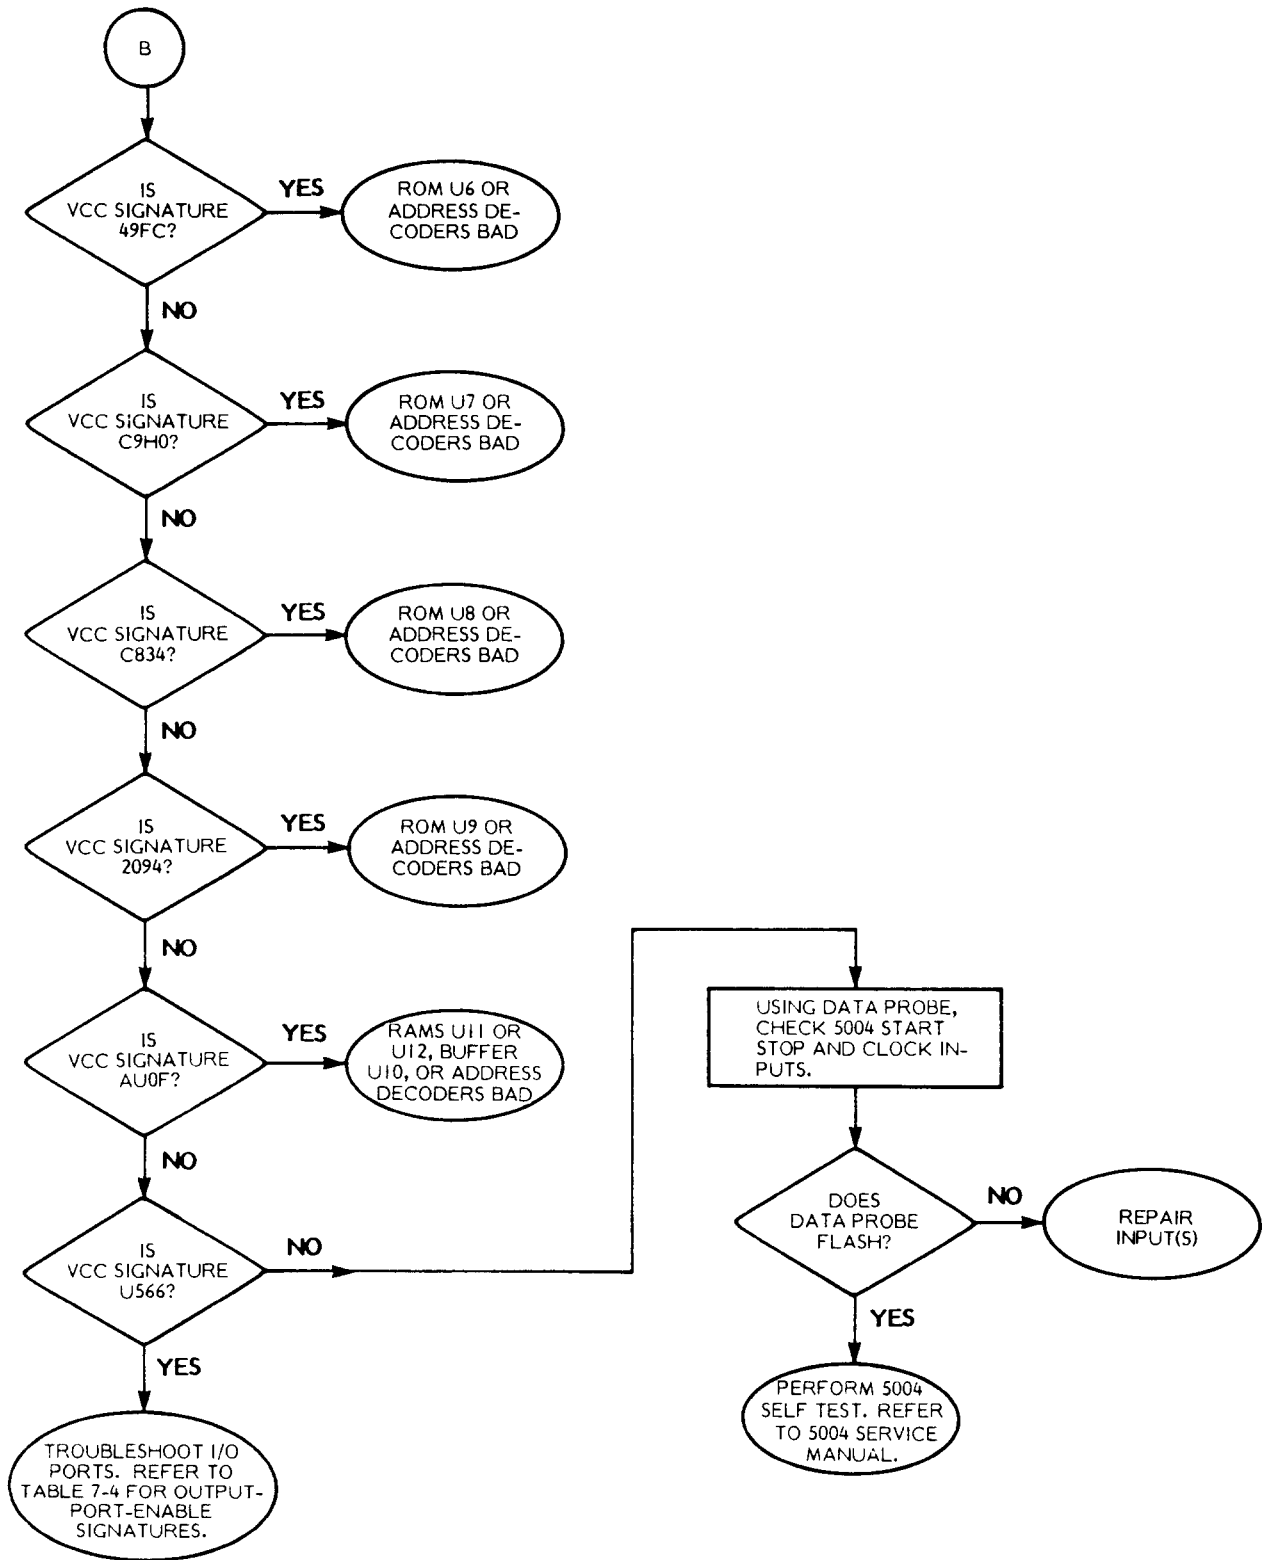 B
IS
VCC SIGNATURE
49FC?
YES
ROM U6 OR
ADDRESS DE-
CODERS BAD
NO
IS
VCC SIGNATURE
C9H0?
YES
ROM U7 OR
ADDRESS DE-
CODERS BAD
NO
IS
VCC SIGNATURE
C834?
YES
ROM U8 OR
ADDRESS DE-
CODERS BAD
NO
IS
VCC SIGNATURE
2094?
YES
ROM U9 OR
ADDRESS DE-
CODERS BAD
NO
IS
VCC SIGNATURE
AU0F?
YES
RAMS U11 OR
U12, BUFFER
U10, OR ADDRESS
DECODERS BAD
NO
IS
VCC SIGNATURE
U566?
NO
YES
TROUBLESHOOT I/O
PORTS. REFER TO
TABLE 7-4 FOR OUTPUT-
PORT-ENABLE
SIGNATURES.
USING DATA PROBE,
CHECK 5004 START
STOP AND CLOCK IN-
PUTS.
DOES
DATA PROBE
FLASH?
NO
REPAIR
INPUT(S)
YES
PERFORM 5004
SELF TEST. REFER
TO 5004 SERVICE
MANUAL.